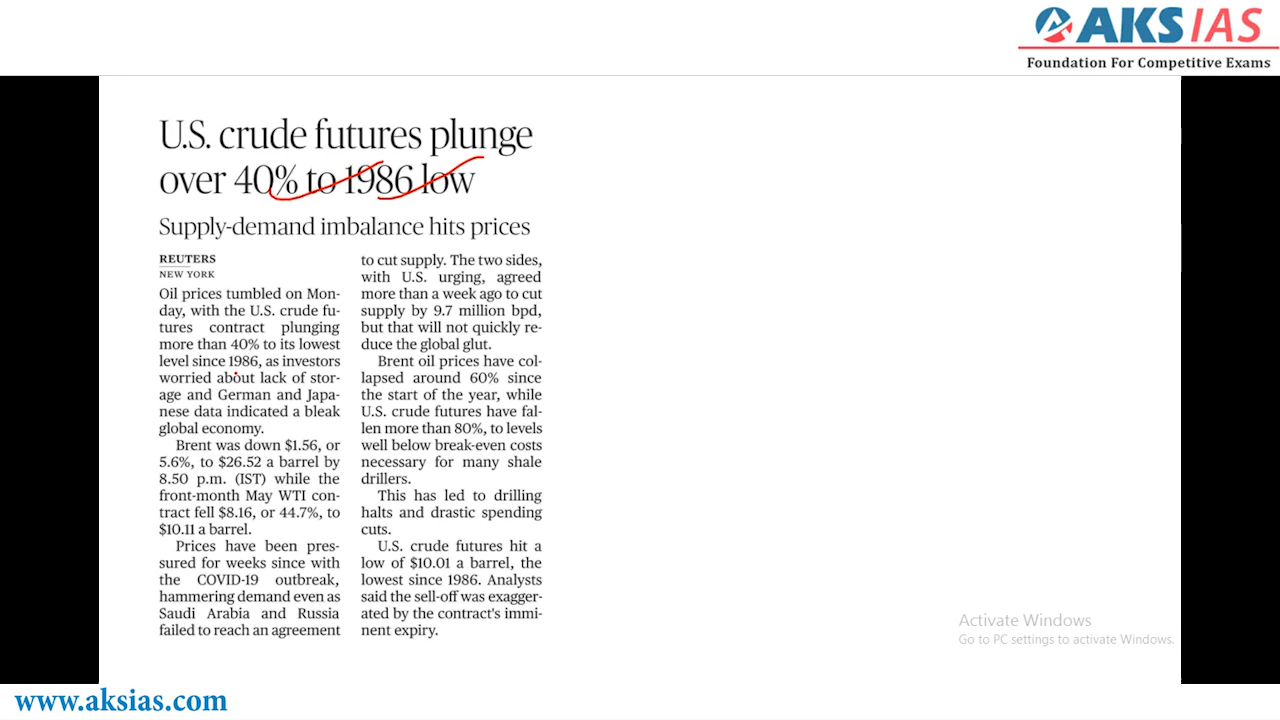 AKS IAS
Foundation For Competitive Exams
U.S. crude futures plunge
over 40% to 1986 low
Supply-demand imbalance hits prices
REUTERS
NEW YORK
Oil prices tumbled on Mon-
day, with the U.S. crude fu-
tures contract plunging
more than 40% to its lowest
level since 1986, as investors
worried about lack of stor-
age and German and Japa-
nese data indicated a bleak
global economy.
Brent was down $1.56, or
5.6%, to $26.52 a barrel by
8.50 p.m. (IST) while the
front-month May WTI con-
tract fell $8.16, or 44.7%, to
$10.11 a barrel.
Prices have been pres-
sured for weeks since with
the COVID-19 outbreak,
hammering demand even as
Saudi Arabia and Russia
failed to reach an agreement
to cut supply. The two sides,
with U.S. urging, agreed
more than a week ago to cut
supply by 9.7 million bpd,
but that will not quickly re-
duce the global glut.
Brent oil prices have col-
lapsed around 60% since
the start of the year, while
U.S. crude futures have fal-
len more than 80%, to levels
well below break-even costs
necessary for many shale
drillers.
This has led to drilling
halts and drastic spending
cuts.
U.S. crude futures hit a
low of $10.01 a barrel, the
lowest since 1986. Analysts
said the sell-off was exagger-
ated by the contract's immi-
nent expiry.
Activate Windows
Go to PC settings to activate Windows.
www.aksias.com